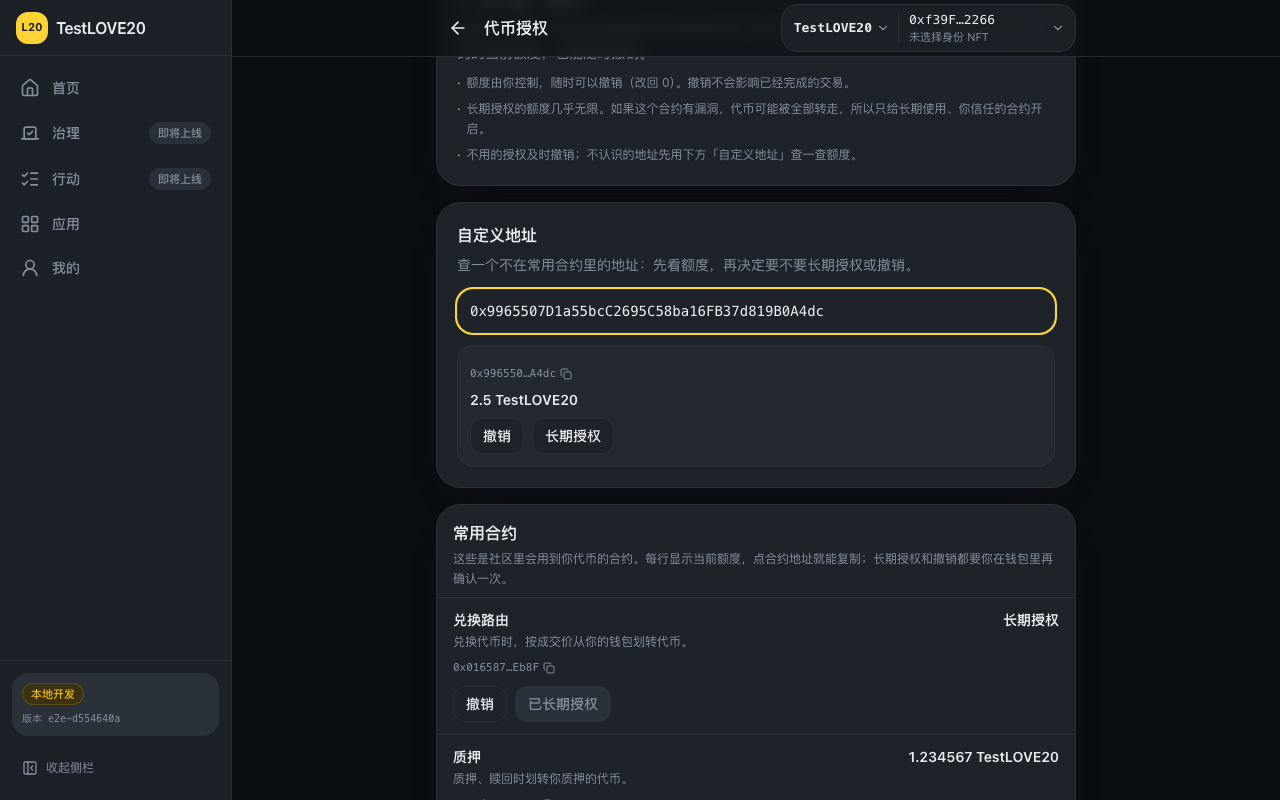 L20 TestLOVE20
首页
治理 即将上线
行动 即将上线
应用
我的
本地开发
版本 e2e-d554640a
收起侧栏
代币授权
TestLOVE20
0xf39F…2266
未选择身份 NFT
· 额度由你控制，随时可以撤销（改回 0）。撤销不会影响已经完成的交易。
· 长期授权的额度几乎无限。如果这个合约有漏洞，代币可能被全部转走，所以只给长期使用、你信任的合约开
启。
· 不用的授权及时撤销；不认识的地址先用下方「自定义地址」查一查额度。
自定义地址
查一个不在常用合约里的地址：先看额度，再决定要不要长期授权或撤销。
0x9965507D1a55bcC2695C58ba16FB37d819B0A4dc
0x996550…A4dc
2.5 TestLOVE20
撤销 长期授权
常用合约
这些是社区里会用到你代币的合约。每行显示当前额度，点合约地址就能复制；长期授权和撤销都要你在钱包里再
确认一次。
兑换路由 长期授权
兑换代币时，按成交价从你的钱包划转代币。
0x016587…Eb8F
撤销 已长期授权
质押 1.234567 TestLOVE20
质押、赎回时划转你质押的代币。